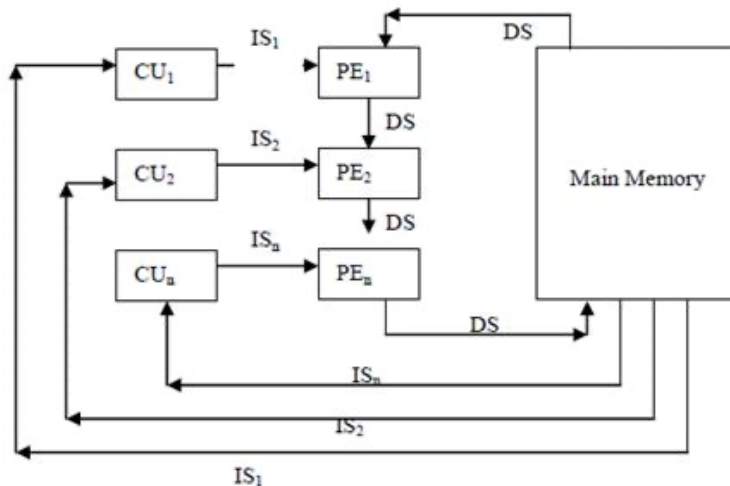 IS₁
DS
CU₁
PE₁
DS
IS₂
CU₂
PE₂
Main Memory
DS
ISₙ
CUₙ
PEₙ
DS
ISₙ
IS₂
IS₁